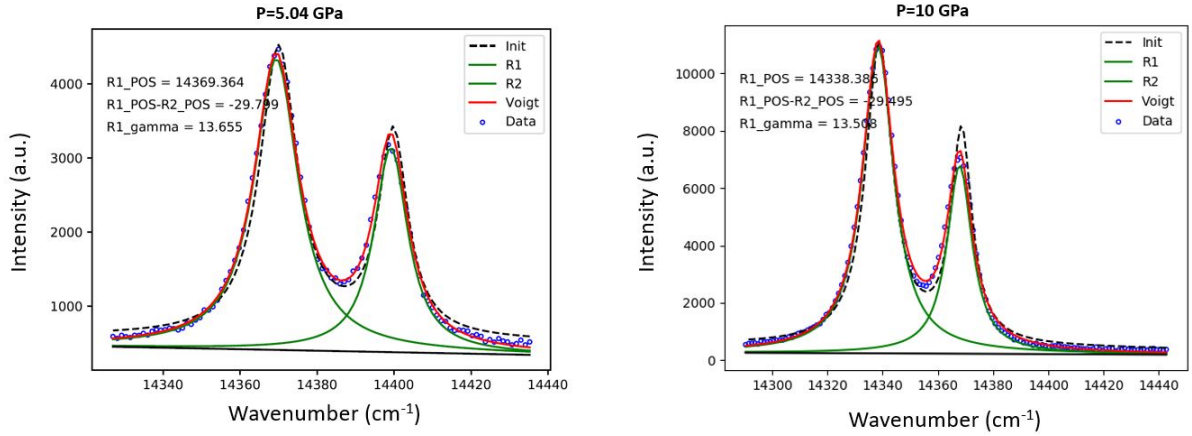 P=5.04 GPa
Intensity (a.u.)
4000
3000
2000
1000
R1_POS = 14369.364
R1_POS-R2_POS = -29.799
R1_gamma = 13.655
Init
R1
R2
Voigt
Data
14340
14360
14380
14400
14420
14440
Wavenumber (cm-1)
P=10 GPa
Intensity (a.u.)
10000
8000
6000
4000
2000
0
R1_POS = 14338.386
R1_POS-R2_POS = -29.495
R1_gamma = 13.508
Init
R1
R2
Voigt
Data
14300
14320
14340
14360
14380
14400
14420
14440
Wavenumber (cm-1)